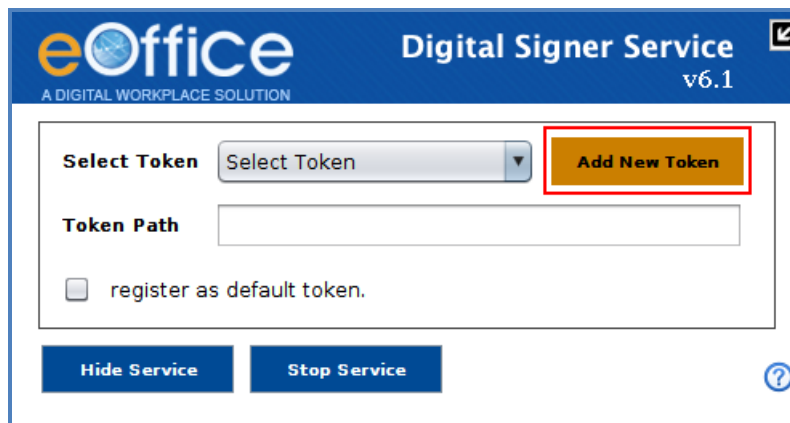 eOffice
A DIGITAL WORKPLACE SOLUTION
Digital Signer Service
v6.1
Select Token Select Token Add New Token
Token Path
register as default token.
Hide Service Stop Service
?